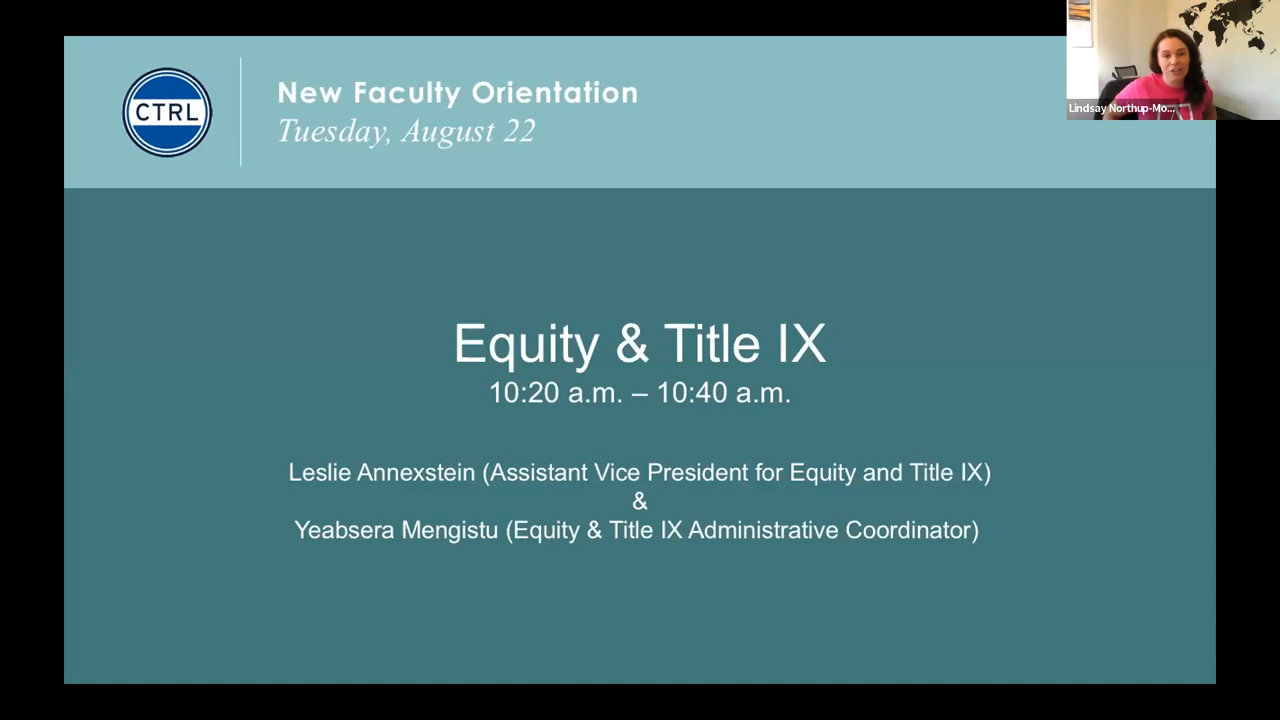 CTRL
New Faculty Orientation
Tuesday, August 22
Lindsay Northup-Mo...
Equity & Title IX
10:20 a.m. – 10:40 a.m.
Leslie Annexstein (Assistant Vice President for Equity and Title IX)
&
Yeabsera Mengistu (Equity & Title IX Administrative Coordinator)